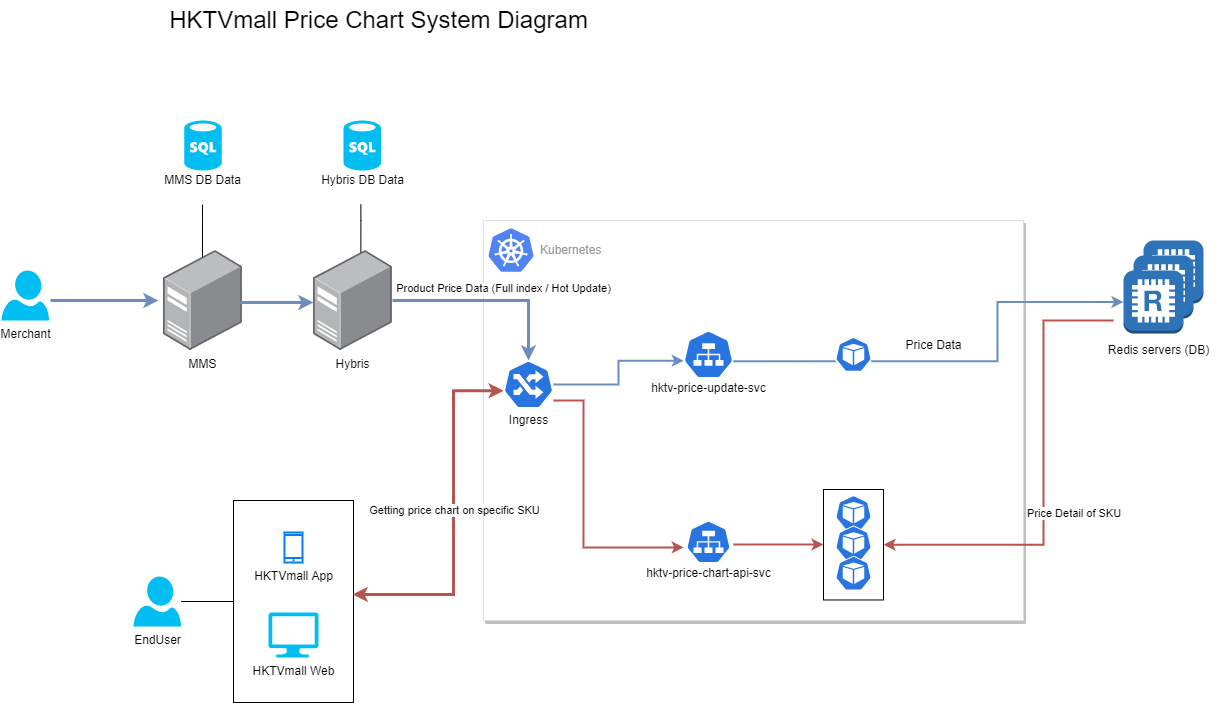 HKTVmall Price Chart System Diagram
SQL
MMS DB Data
SQL
Hybris DB Data
Kubernetes
Merchant
MMS
Hybris
Product Price Data (Full index / Hot Update)
Ingress
hktv-price-update-svc
Price Data
R
Redis servers (DB)
Getting price chart on specific SKU
hktv-price-chart-api-svc
Price Detail of SKU
HKTVmall App
EndUser
HKTVmall Web